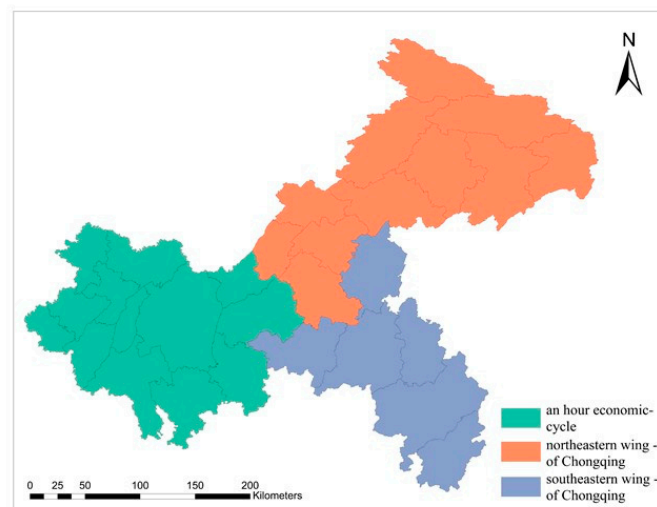 N
an hour economic-
cycle
northeastern wing -
of Chongqing
southeastern wing -
of Chongqing
0 25 50 100 150 200
Kilometers